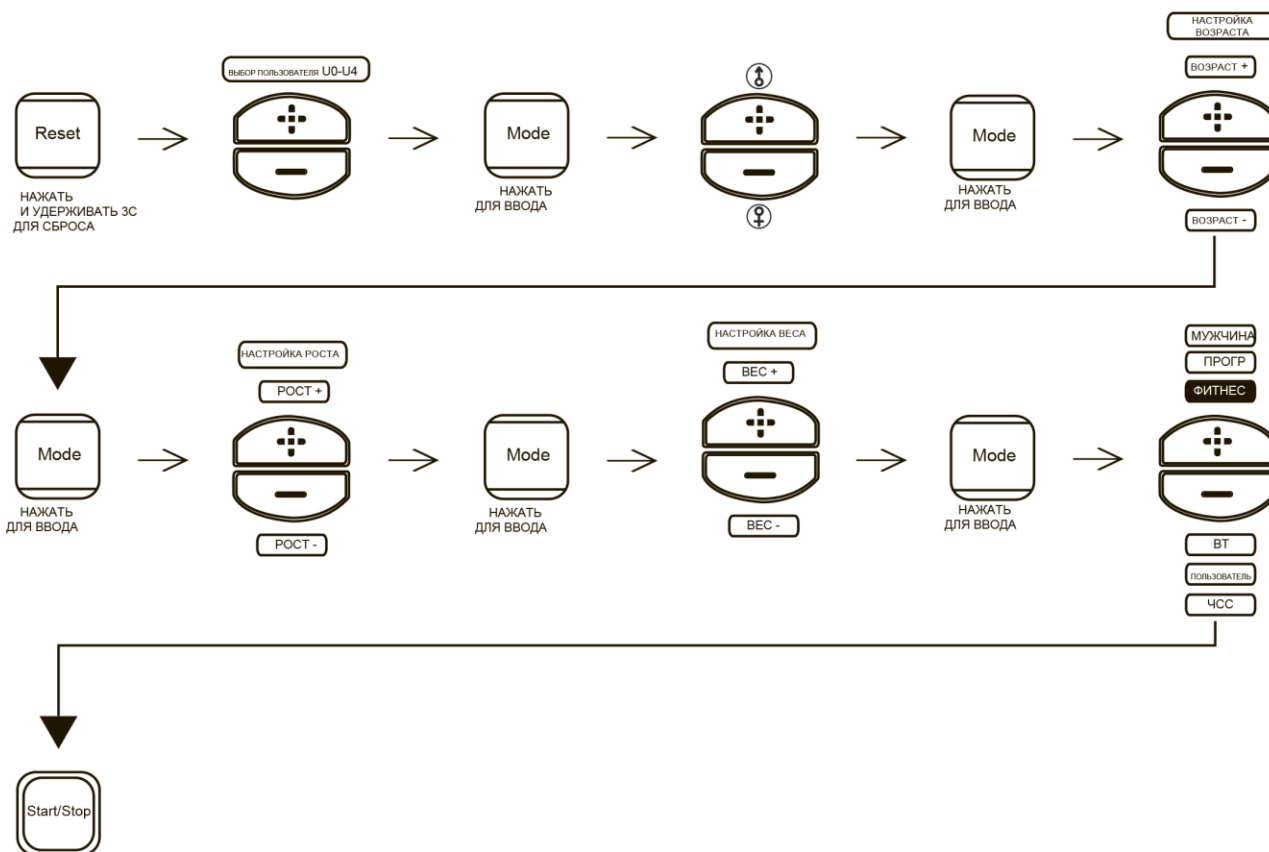 НАСТРОЙКА
ВОЗРАСТА
ВЫБОР ПОЛЬЗОВАТЕЛЯ U0-U4
ВОЗРАСТ +
Reset
Mode
Mode
НАЖАТЬ
И УДЕРЖИВАТЬ 3С
ДЛЯ СБРОСА
НАЖАТЬ
ДЛЯ ВВОДА
НАЖАТЬ
ДЛЯ ВВОДА
ВОЗРАСТ -
НАСТРОЙКА РОСТА
РОСТ +
НАСТРОЙКА ВЕСА
ВЕС +
МУЖЧИНА
ПРОГР
ФИТНЕС
Mode
Mode
Mode
НАЖАТЬ
ДЛЯ ВВОДА
РОСТ -
НАЖАТЬ
ДЛЯ ВВОДА
ВЕС -
НАЖАТЬ
ДЛЯ ВВОДА
ВТ
ПОЛЬЗОВАТЕЛЬ
ЧСС
Start/Stop